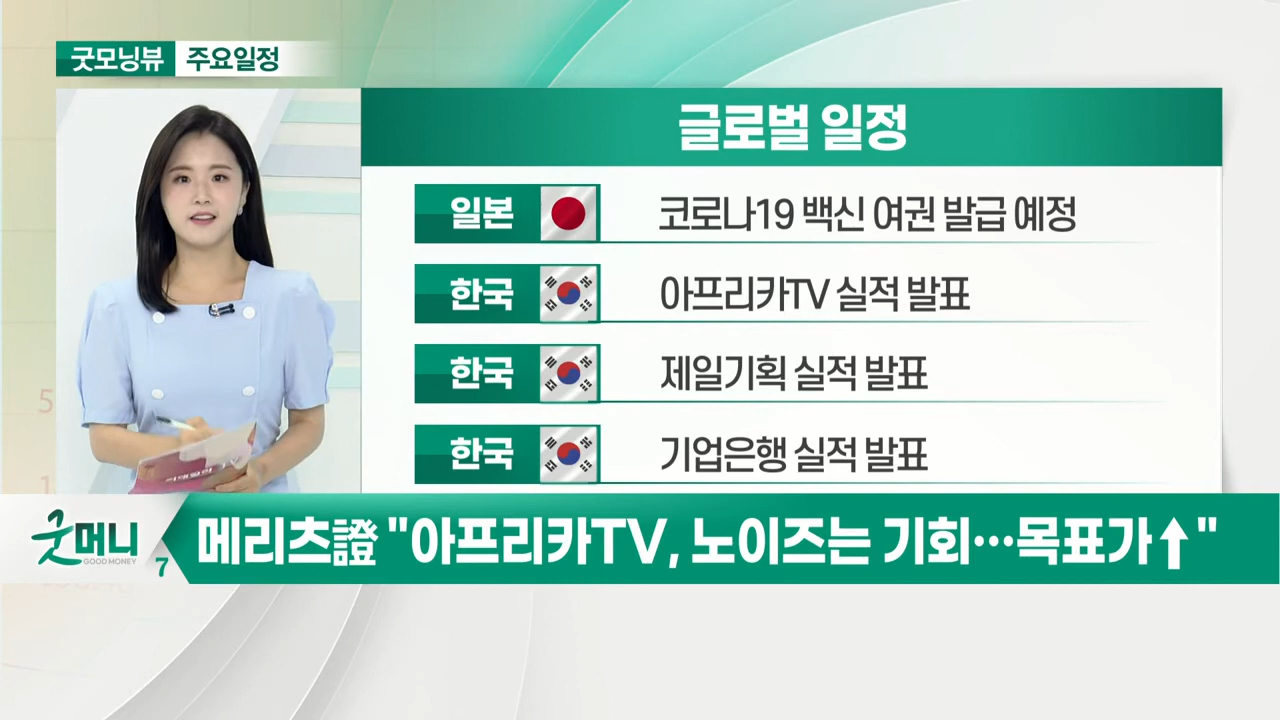 굿모닝뷰 주요일정
글로벌 일정
일본 코로나19 백신 여권 발급 예정
한국 아프리카TV 실적 발표
한국 제일기획 실적 발표
한국 기업은행 실적 발표
굿머니
GOOD MONEY
7
메리츠證 "아프리카TV, 노이즈는 기회…목표가↑"
5
1